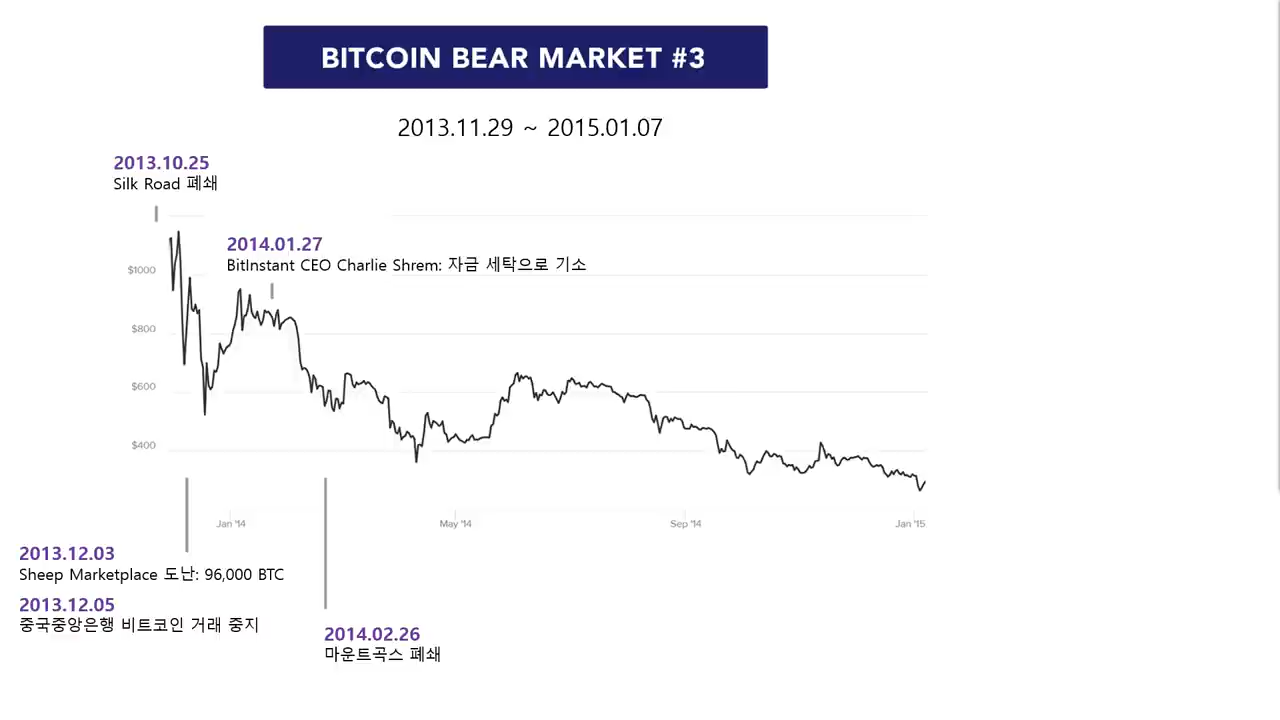 BITCOIN BEAR MARKET #3
2013.11.29 ~ 2015.01.07
2013.10.25
Silk Road 폐쇄
2014.01.27
BitInstant CEO Charlie Shrem: 자금 세탁으로 기소
$1000
$800
$600
$400
Jan '14
May '14
Sep '14
Jan '15
2013.12.03
Sheep Marketplace 도난: 96,000 BTC
2013.12.05
중국중앙은행 비트코인 거래 중지
2014.02.26
마운트곡스 폐쇄